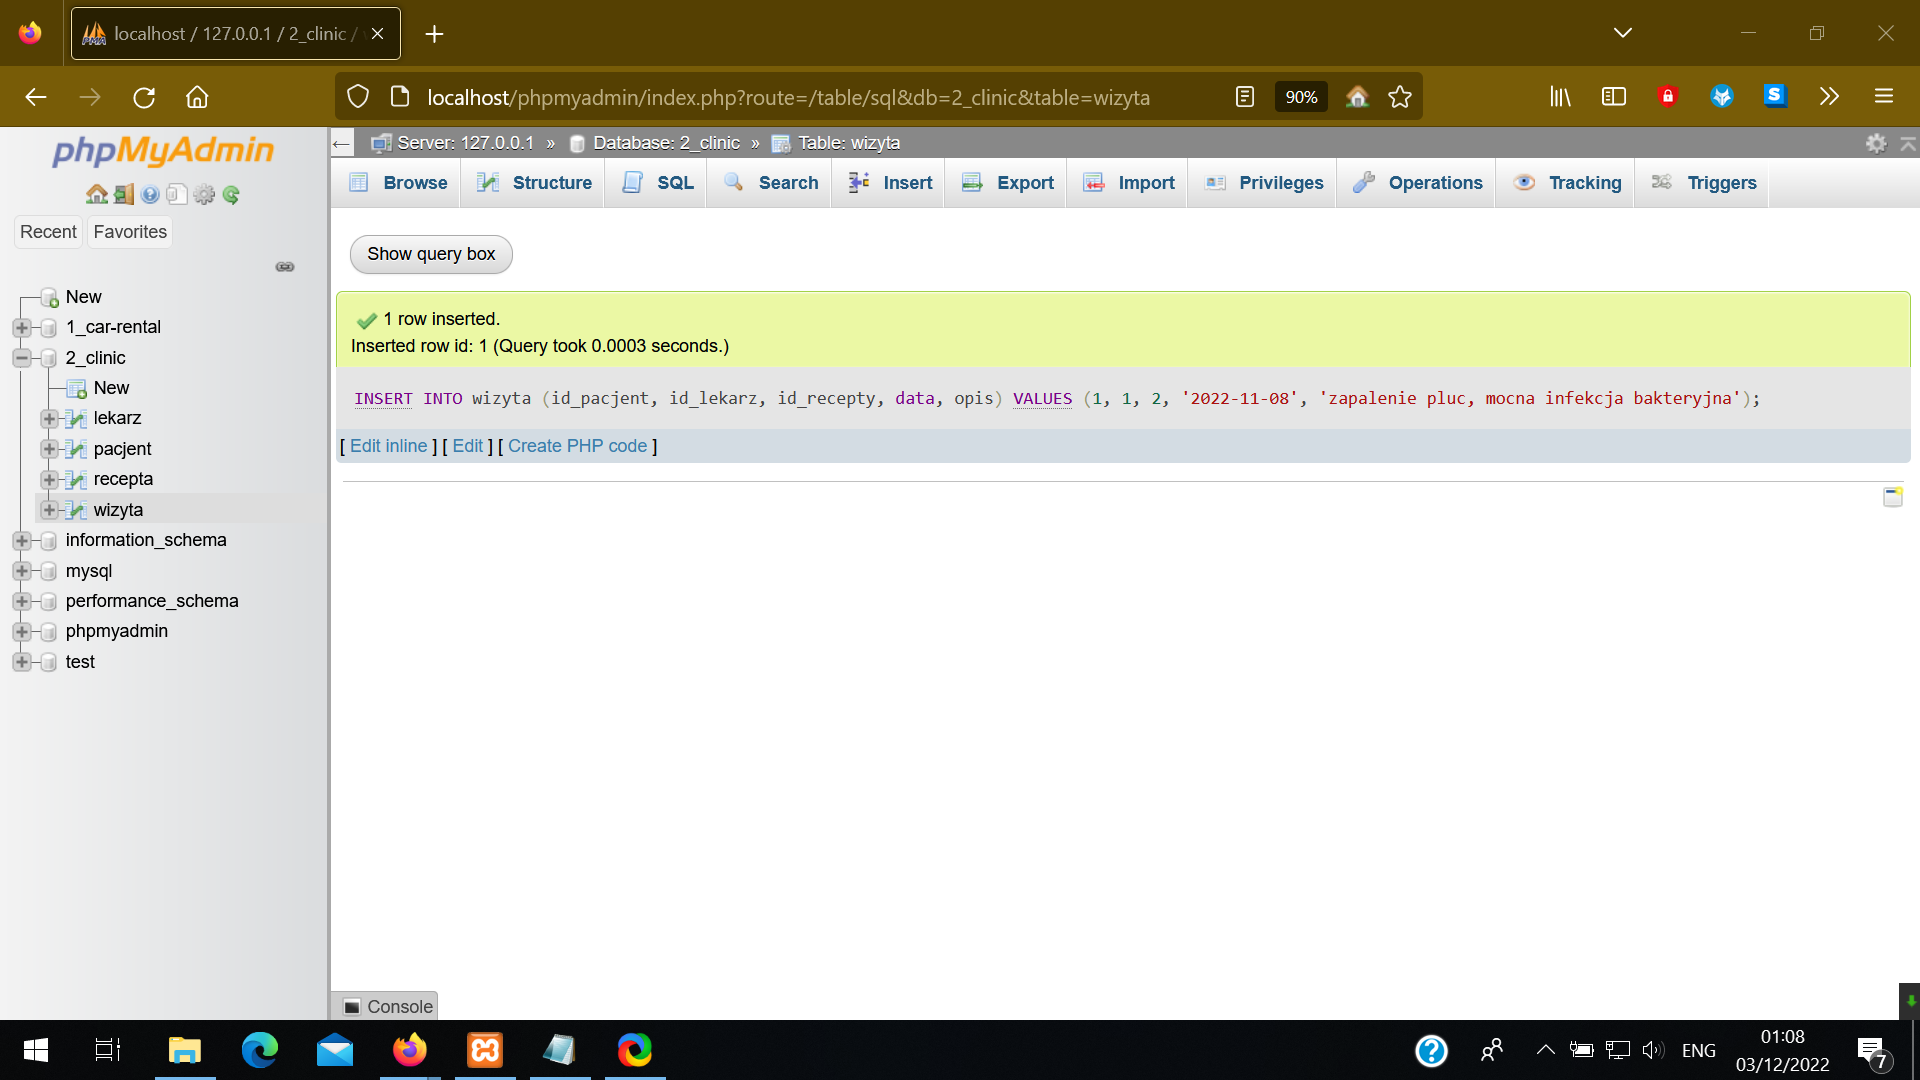 localhost / 127.0.0.1 / 2_clinic /
localhost/phpmyadmin/index.php?route=/table/sql&db=2_clinic&table=wizyta
90%
phpMyAdmin
Recent
Favorites
New
1_car-rental
2_clinic
New
lekarz
pacjent
recepta
wizyta
information_schema
mysql
performance_schema
phpmyadmin
test
Server: 127.0.0.1 » Database: 2_clinic » Table: wizyta
Browse Structure SQL Search Insert Export Import Privileges Operations Tracking Triggers
Show query box
1 row inserted.
Inserted row id: 1 (Query took 0.0003 seconds.)
INSERT INTO wizyta (id_pacjent, id_lekarz, id_recepty, data, opis) VALUES (1, 1, 2, '2022-11-08', 'zapalenie pluc, mocna infekcja bakteryjna');
[ Edit inline ] [ Edit ] [ Create PHP code ]
Console
ENG
01:08
03/12/2022
7